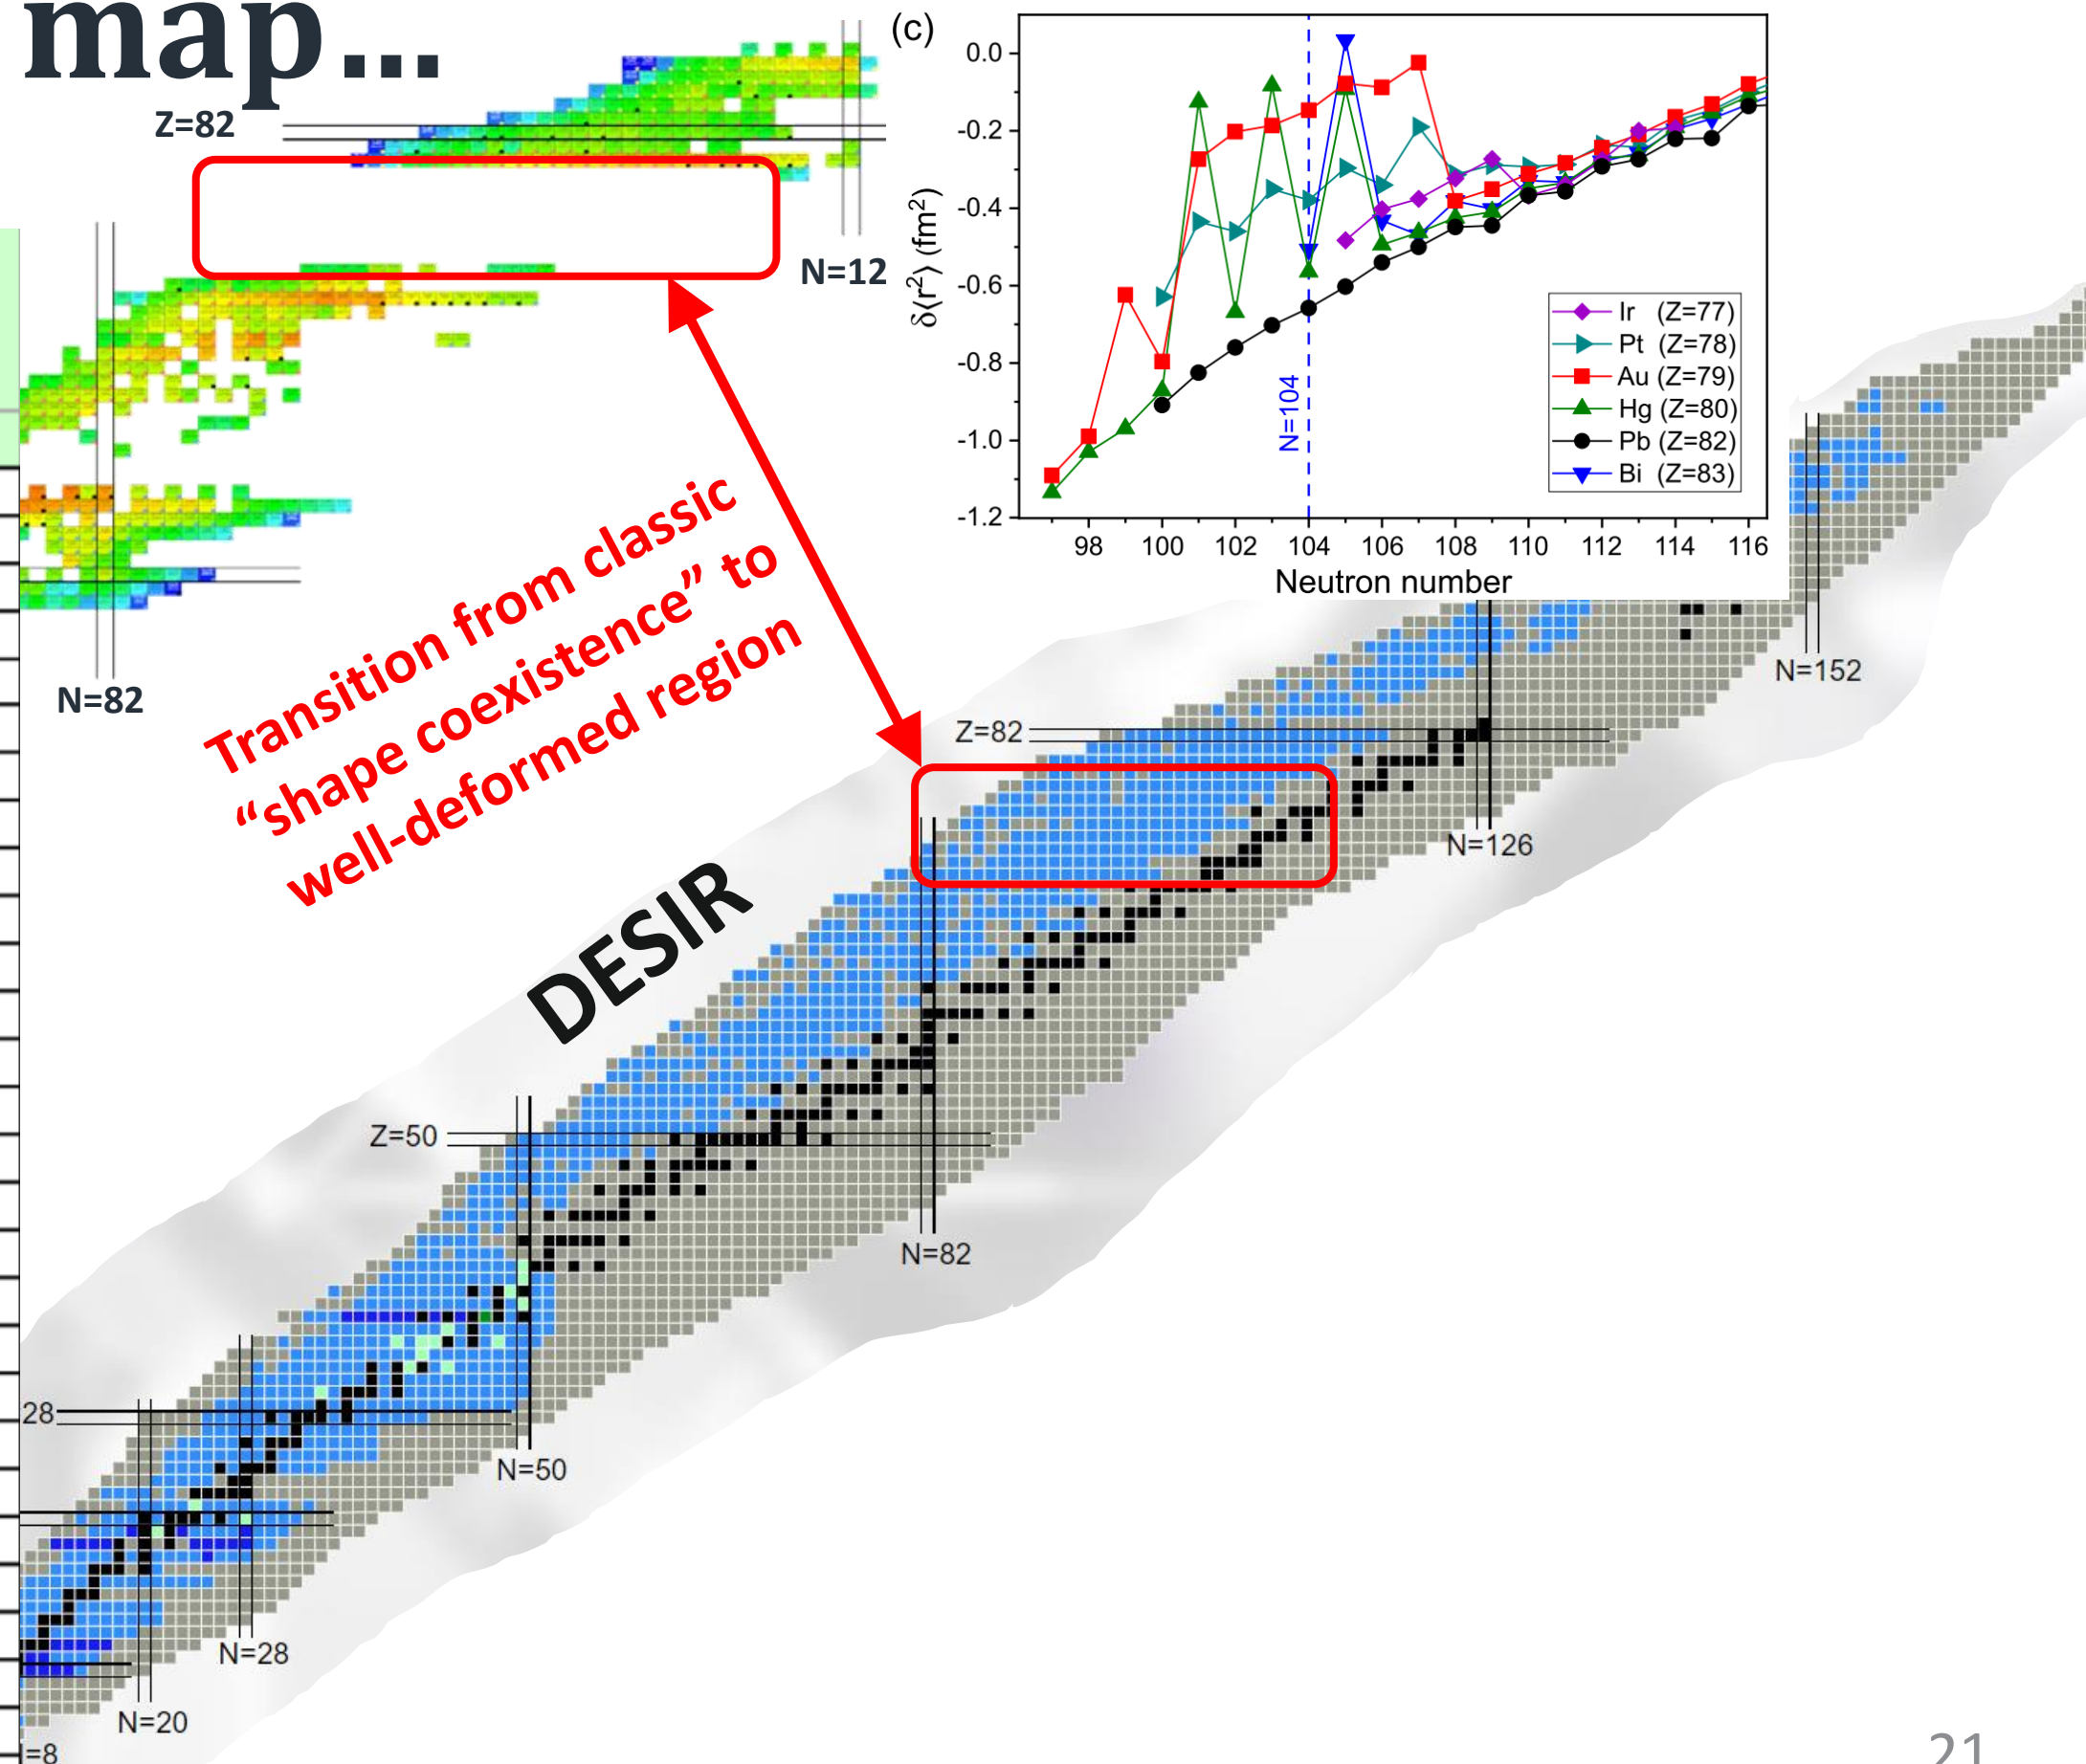 map...
Z=82
N=12
N=82
(c)
0.0
-0.2
-0.4
-0.6
-0.8
-1.0
-1.2
δ⟨r²⟩ (fm²)
N=104
Ir (Z=77)
Pt (Z=78)
Au (Z=79)
Hg (Z=80)
Pb (Z=82)
Bi (Z=83)
98 100 102 104 106 108 110 112 114 116
Neutron number
Transition from classic
“shape coexistence” to
well-deformed region
DESIR
N=152
Z=82
N=126
Z=50
N=82
28
N=50
N=28
N=20
=8
21